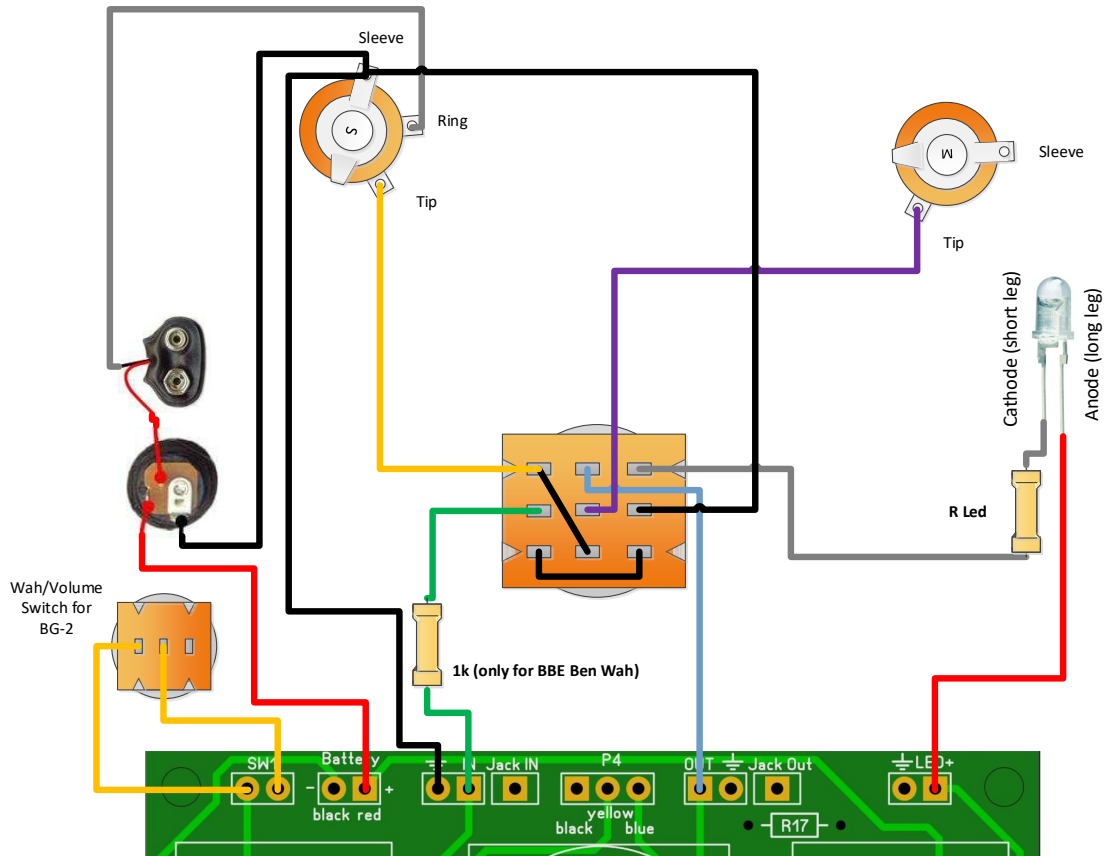 Sleeve
S
Ring
Tip
M
Sleeve
Tip
Cathode (short leg)
Anode (long leg)
R Led
Wah/Volume
Switch for
BG-2
1k (only for BBE Ben Wah)
SW1
Battery
IN
Jack IN
P4
OUT
Jack Out
LED+
-
+
black red
yellow
black
blue
R17